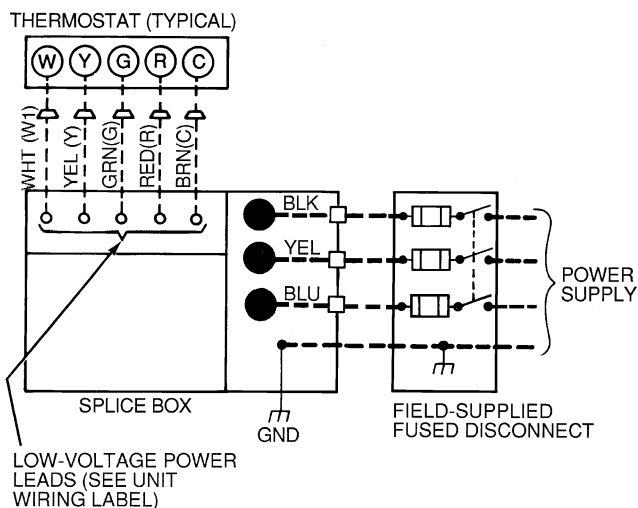 THERMOSTAT (TYPICAL)
W Y G R C
WHT (W1)
YEL (Y)
GRN(G)
RED(R)
BRN(C)
BLK
YEL
BLU
POWER
SUPPLY
SPLICE BOX
GND
FIELD-SUPPLIED
FUSED DISCONNECT
LOW-VOLTAGE POWER
LEADS (SEE UNIT
WIRING LABEL)